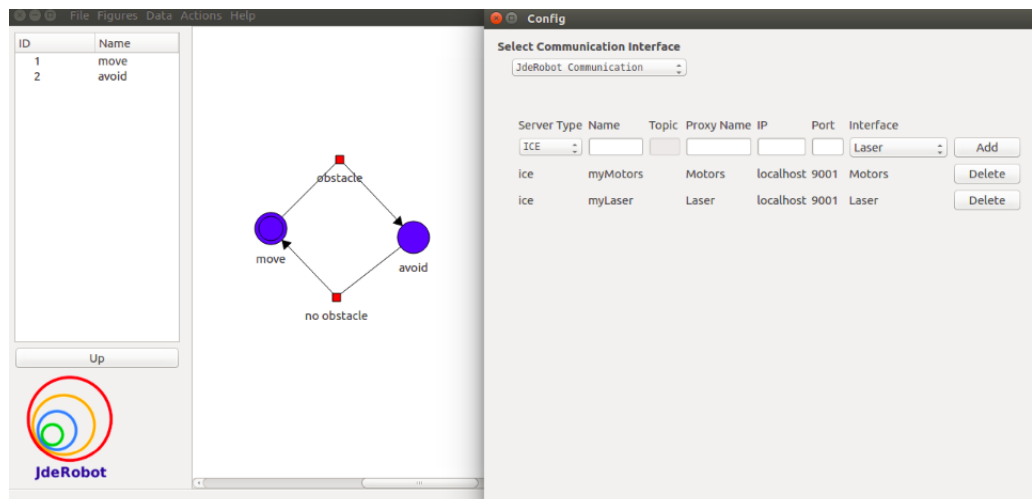 File Figures Data Actions Help
ID Name
1 move
2 avoid
Up
JdeRobot
obstacle
move
avoid
no obstacle
Config
Select Communication Interface
JdeRobot Communication
Server Type Name Topic Proxy Name IP Port Interface
ICE Laser Add
ice myMotors Motors localhost 9001 Motors Delete
ice myLaser Laser localhost 9001 Laser Delete